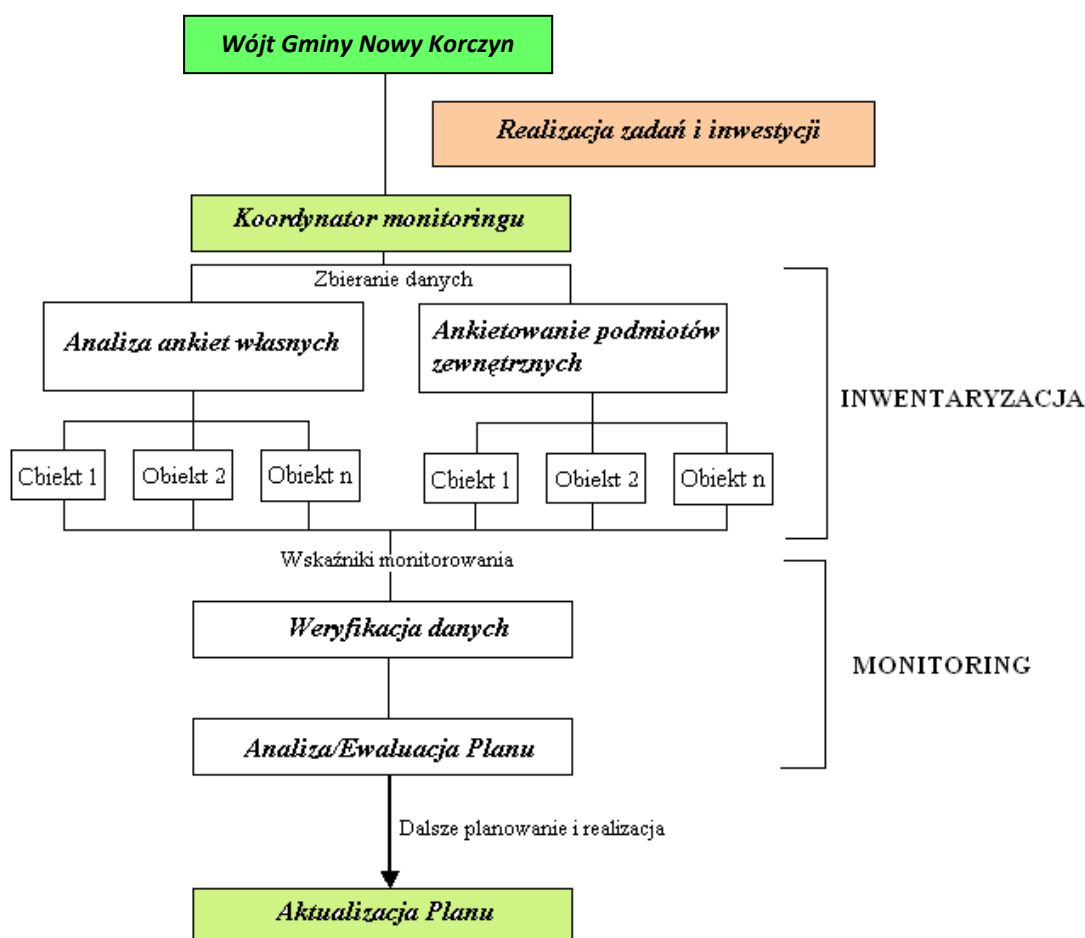 Wójt Gminy Nowy Korczyn
Realizacja zadań i inwestycji
Koordynator monitoringu
Zbieranie danych
Analiza ankiet własnych
Ankietowanie podmiotów
zewnętrznych
INWENTARYZACJA
Cbiekt 1
Obiekt 2
Obiekt n
Cbiekt 1
Obiekt 2
Obiekt n
Wskaźniki monitorowania
Weryfikacja danych
MONITORING
Analiza/Ewaluacja Planu
Dalsze planowanie i realizacja
Aktualizacja Planu